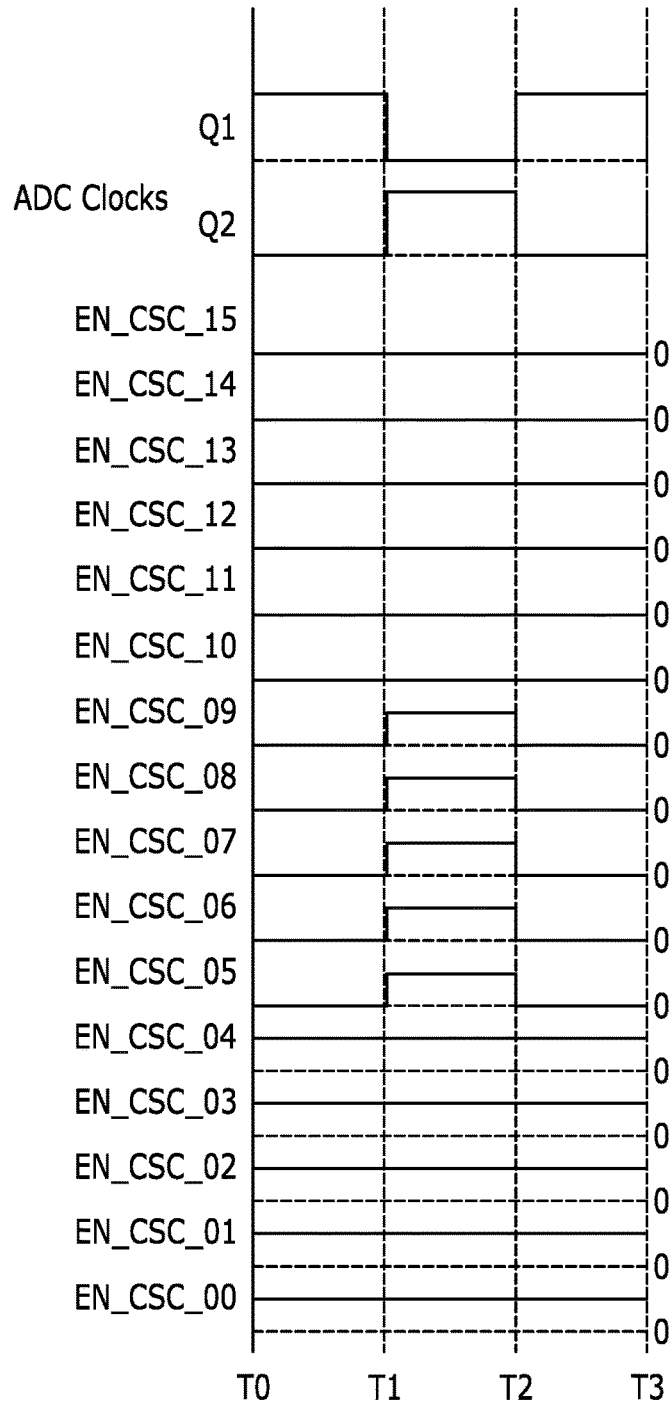 Q1
ADC Clocks
Q2
EN_CSC_15
0
EN_CSC_14
0
EN_CSC_13
0
EN_CSC_12
0
EN_CSC_11
0
EN_CSC_10
0
EN_CSC_09
0
EN_CSC_08
0
EN_CSC_07
0
EN_CSC_06
0
EN_CSC_05
0
EN_CSC_04
0
EN_CSC_03
0
EN_CSC_02
0
EN_CSC_01
0
EN_CSC_00
0
T0 T1 T2 T3